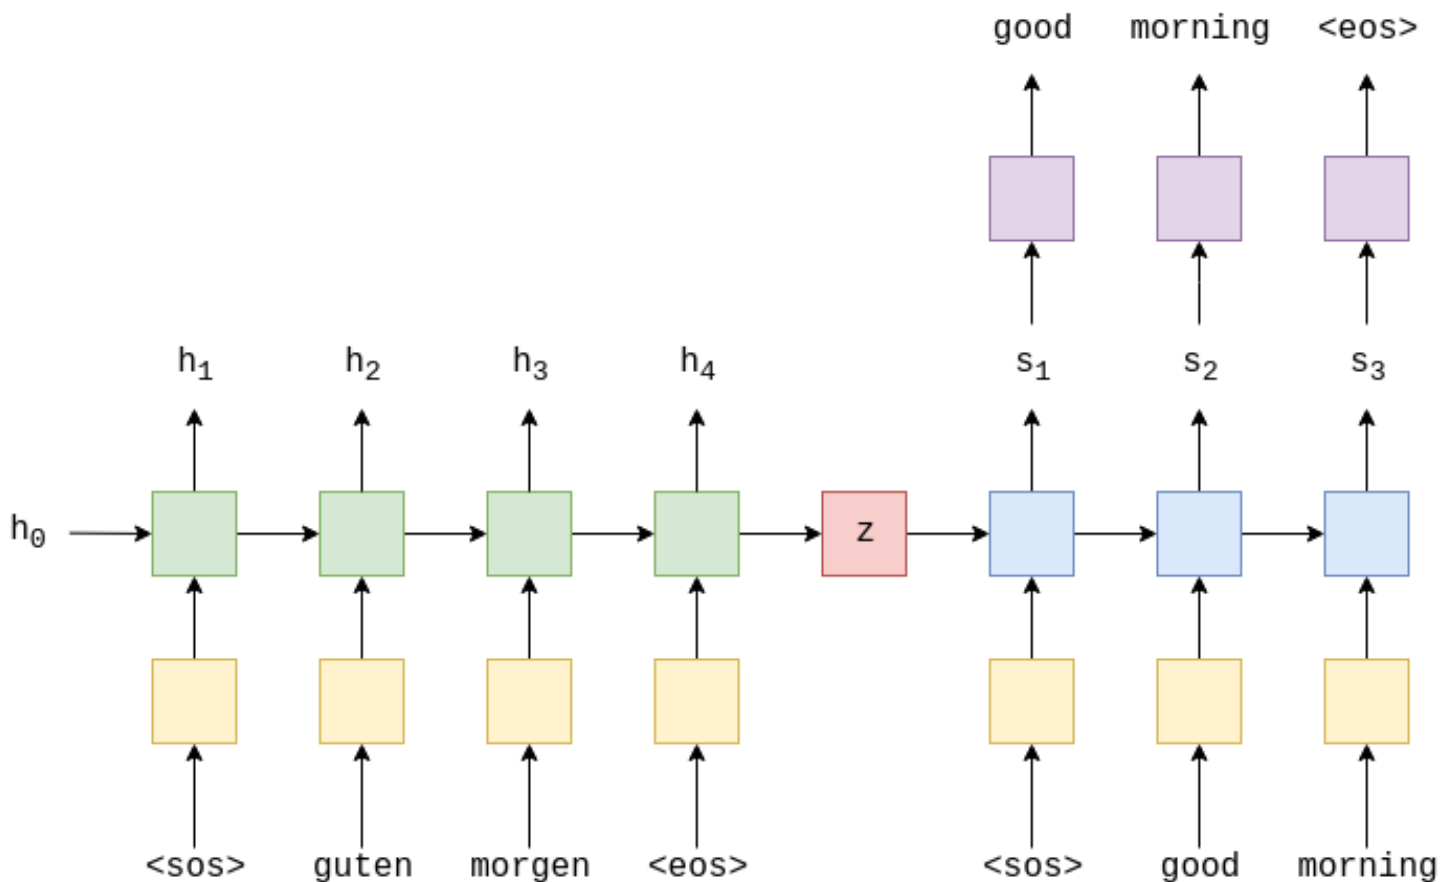 good morning <eos>
h₁ h₂ h₃ h₄ s₁ s₂ s₃
h₀ z
<sos> guten morgen <eos> <sos> good morning